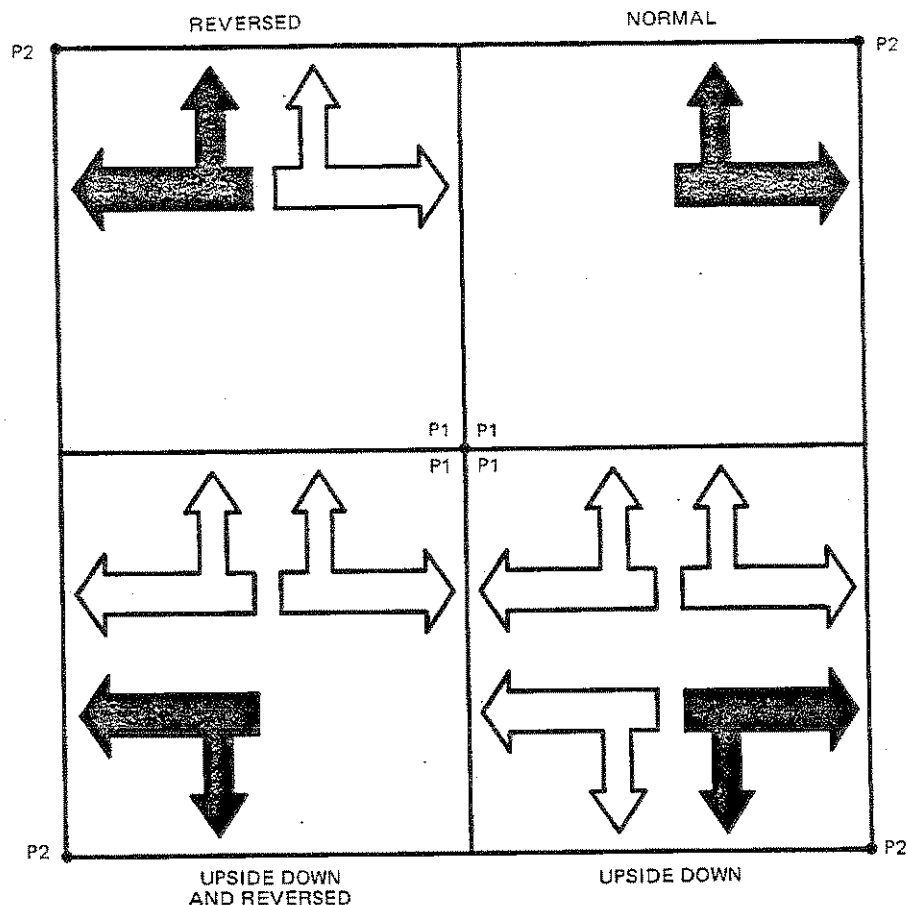 REVERSED
NORMAL
P2
P2
P1
P1
P1
P1
P2
P2
UPSIDE DOWN
AND REVERSED
UPSIDE DOWN